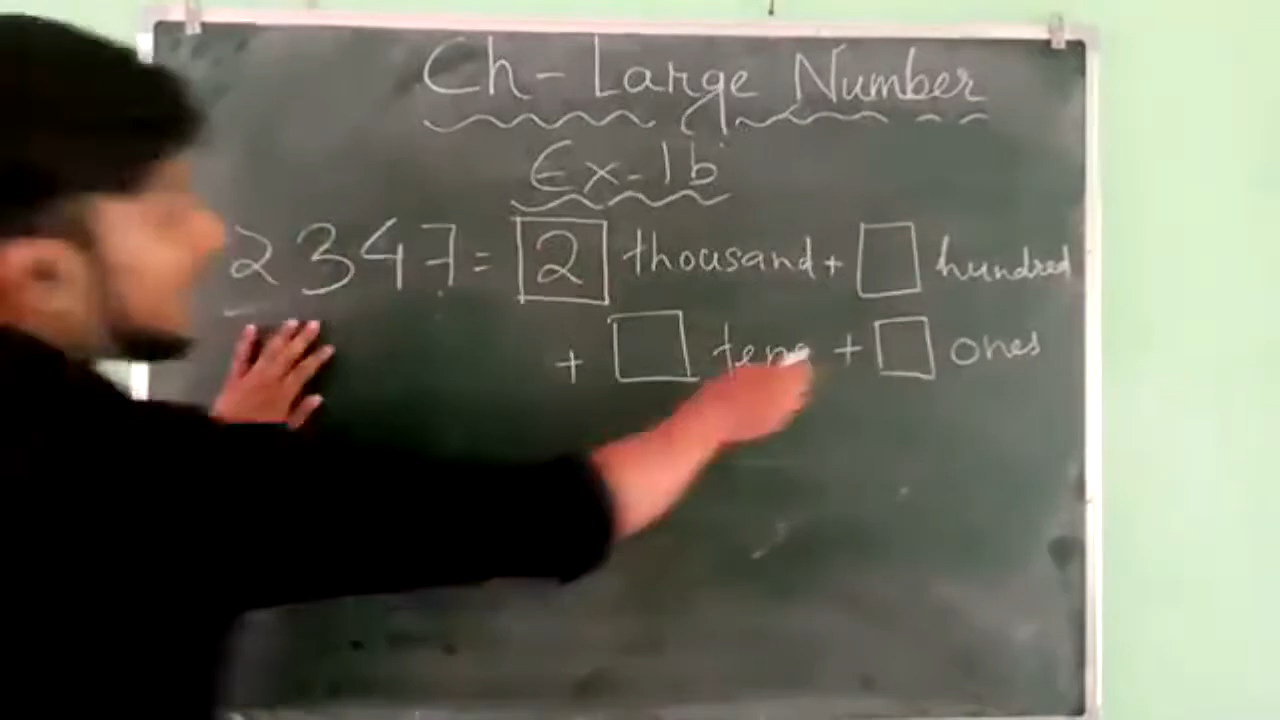 Ch - Large Number
Ex - 1b
2347 = 2 thousand + hundred
+ tens + ones